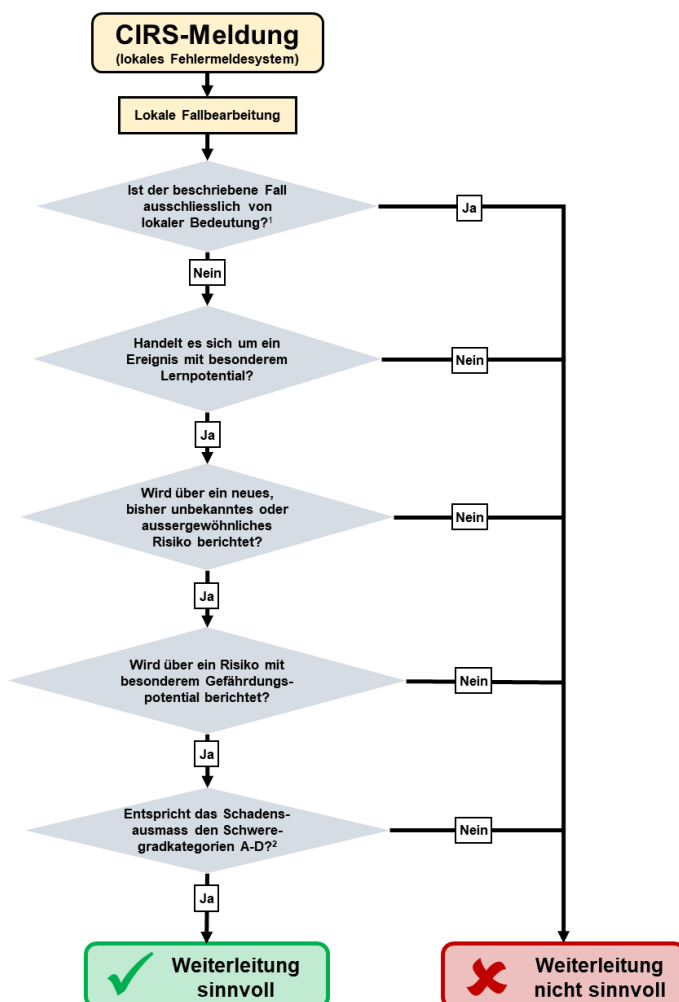 CIRS-Meldung
(lokales Fehlermeldesystem)
Lokale Fallbearbeitung
Ist der beschriebene Fall
ausschliesslich von
lokaler Bedeutung?¹
Ja
Nein
Handelt es sich um ein
Ereignis mit besonderem
Lernpotential?
Nein
Ja
Wird über ein neues,
bisher unbekanntes oder
aussergewöhnliches
Risiko berichtet?
Nein
Ja
Wird über ein Risiko mit
besonderem Gefährdungs-
potential berichtet?
Nein
Ja
Entspricht das Schadens-
ausmass den Schwere-
gradkategorien A-D?²
Nein
Ja
Weiterleitung
sinnvoll
Weiterleitung
nicht sinnvoll